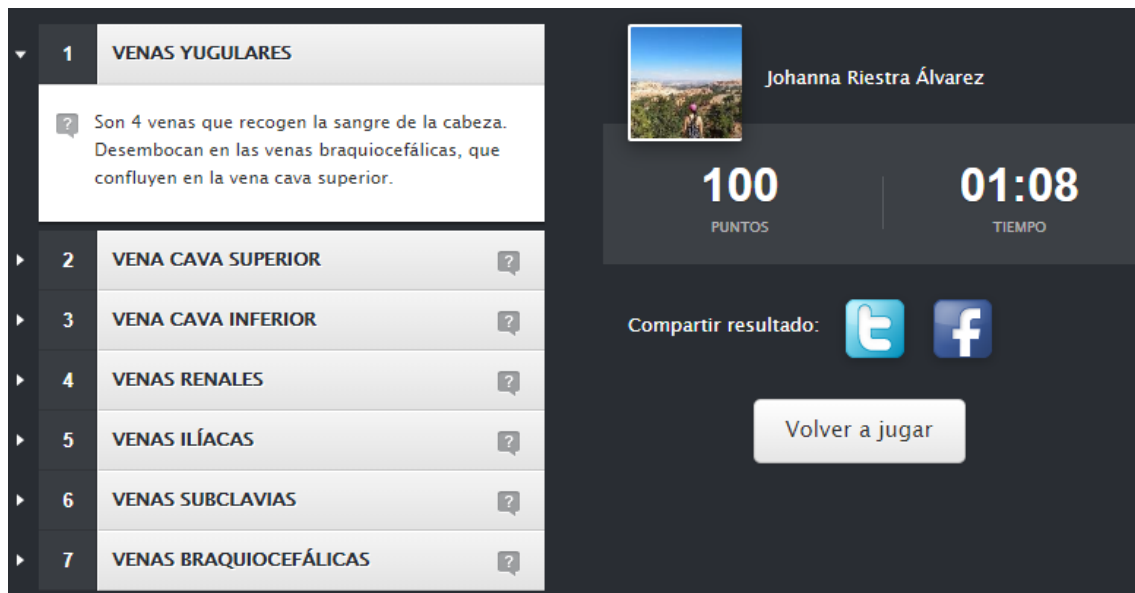 1 VENAS YUGULARES
Son 4 venas que recogen la sangre de la cabeza.
Desembocan en las venas braquiocefálicas, que
confluyen en la vena cava superior.
2 VENA CAVA SUPERIOR
3 VENA CAVA INFERIOR
4 VENAS RENALES
5 VENAS ILÍACAS
6 VENAS SUBCLAVIAS
7 VENAS BRAQUIOCEFÁLICAS
Johanna Riestra Álvarez
100 01:08
PUNTOS TIEMPO
Compartir resultado:
Volver a jugar